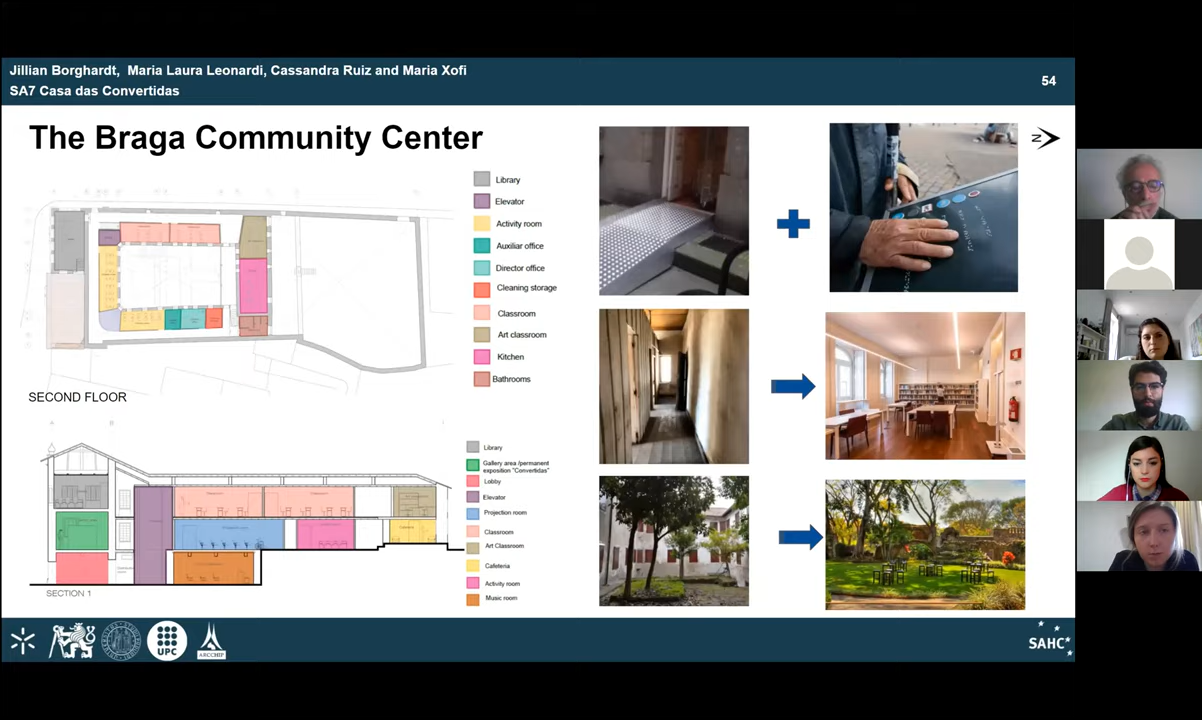 Jillian Borghardt, Maria Laura Leonardi, Cassandra Ruiz and Maria Xofi
SA7 Casa das Convertidas
54
The Braga Community Center
Library
Elevator
Activity room
Auxiliar office
Director office
Cleaning storage
Classroom
Art classroom
Kitchen
Bathrooms
SECOND FLOOR
N
Library
Gallery area /permanent
exposition "Convertidas"
Lobby
Elevator
Projection room
Classroom
Art Classroom
Cafeteria
Activity room
Music room
SECTION 1
UPC
ARCCHIP
SAHC